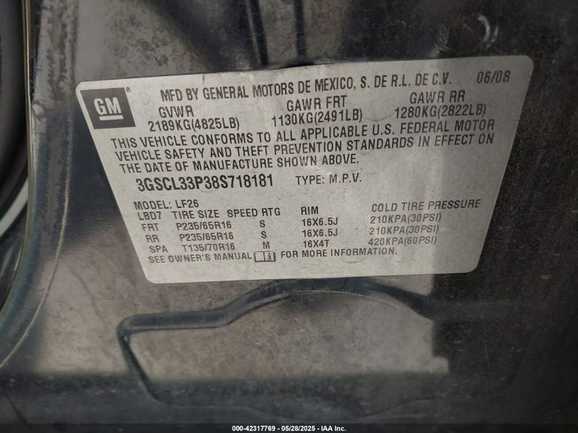 GM
MFD BY GENERAL MOTORS DE MEXICO, S. DE R.L. DE C.V. 06/08
GVWR GAWR FRT GAWR RR
2189KG(4825LB) 1130KG(2491LB) 1280KG(2822LB)
THIS VEHICLE CONFORMS TO ALL APPLICABLE U.S. FEDERAL MOTOR
VEHICLE SAFETY AND THEFT PREVENTION STANDARDS IN EFFECT ON
THE DATE OF MANUFACTURE SHOWN ABOVE.
3GSCL33P38S718181 TYPE: M.P.V.
MODEL: LF26
LBD7 TIRE SIZE SPEED RTG RIM COLD TIRE PRESSURE
FRT P235/65R16 S 16X6.5J 210KPA(30PSI)
RR P235/65R16 S 16X6.5J 210KPA(30PSI)
SPA T135/70R16 M 16X4T 420KPA(60PSI)
SEE OWNER'S MANUAL FOR MORE INFORMATION.
000-42317769 - 05/28/2025 - IAA Inc.